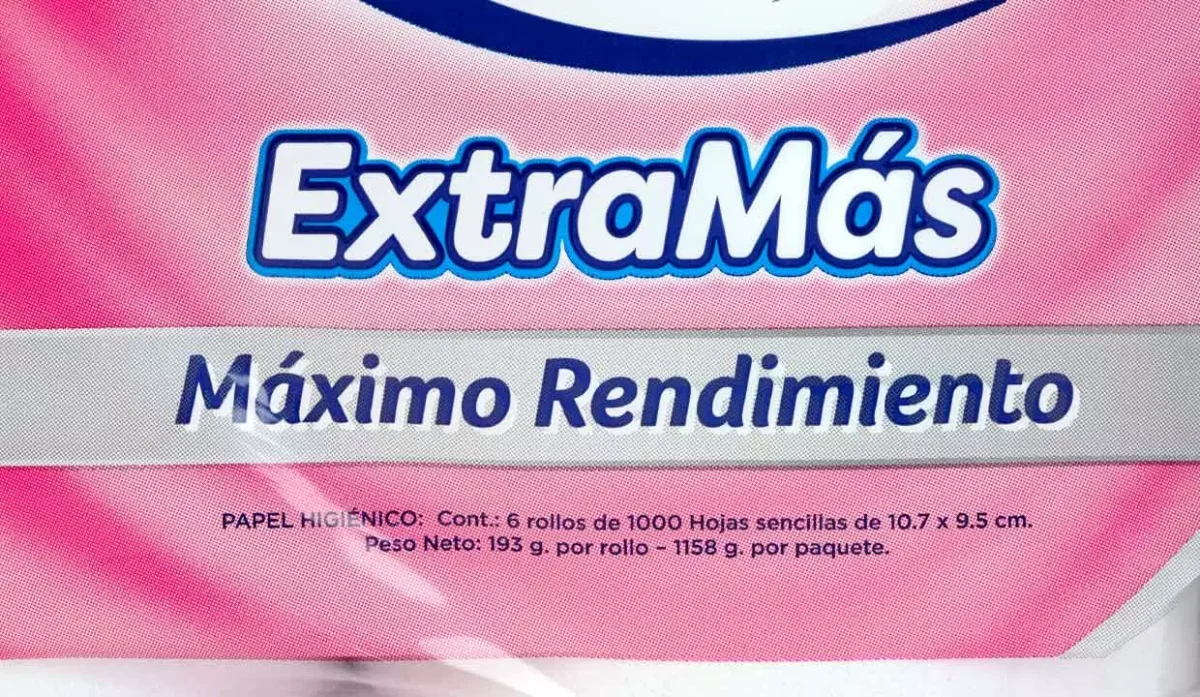 ExtraMás
Máximo Rendimiento
PAPEL HIGIÉNICO: Cont.: 6 rollos de 1000 Hojas sencillas de 10.7 x 9.5 cm.
Peso Neto: 193 g. por rollo – 1158 g. por paquete.